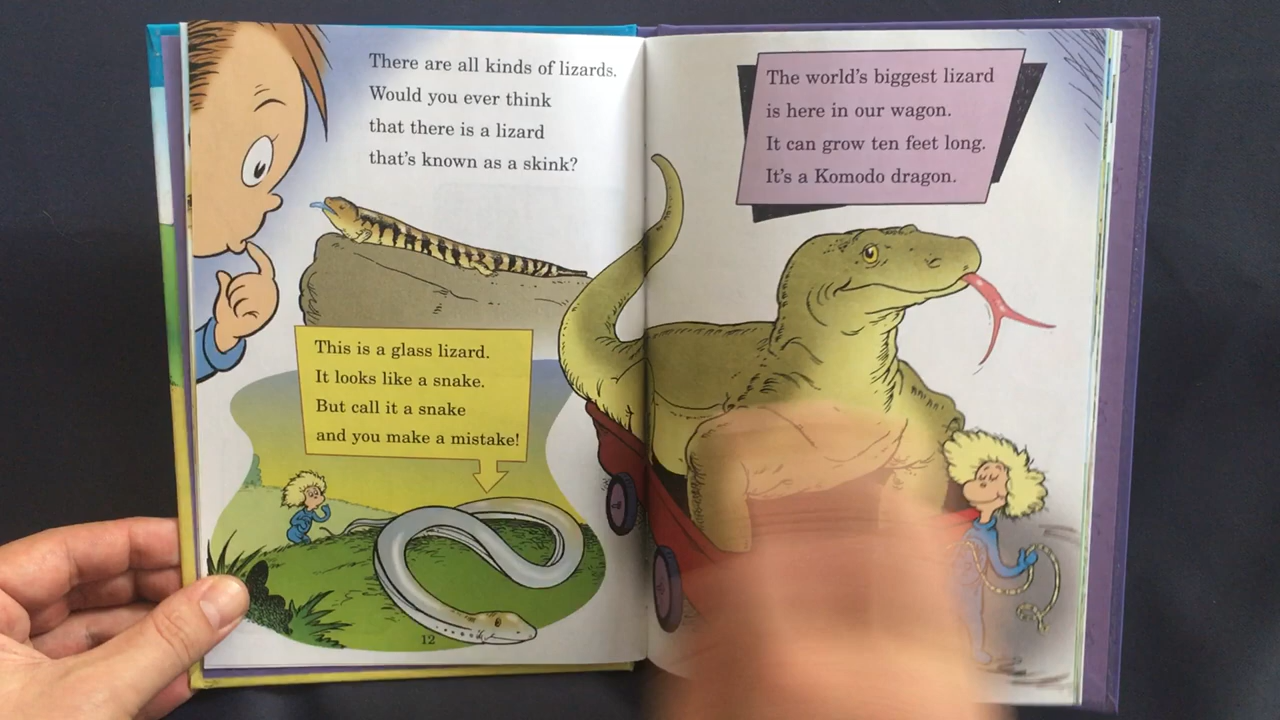 There are all kinds of lizards.
Would you ever think
that there is a lizard
that's known as a skink?
This is a glass lizard.
It looks like a snake.
But call it a snake
and you make a mistake!
12
The world's biggest lizard
is here in our wagon.
It can grow ten feet long.
It's a Komodo dragon.